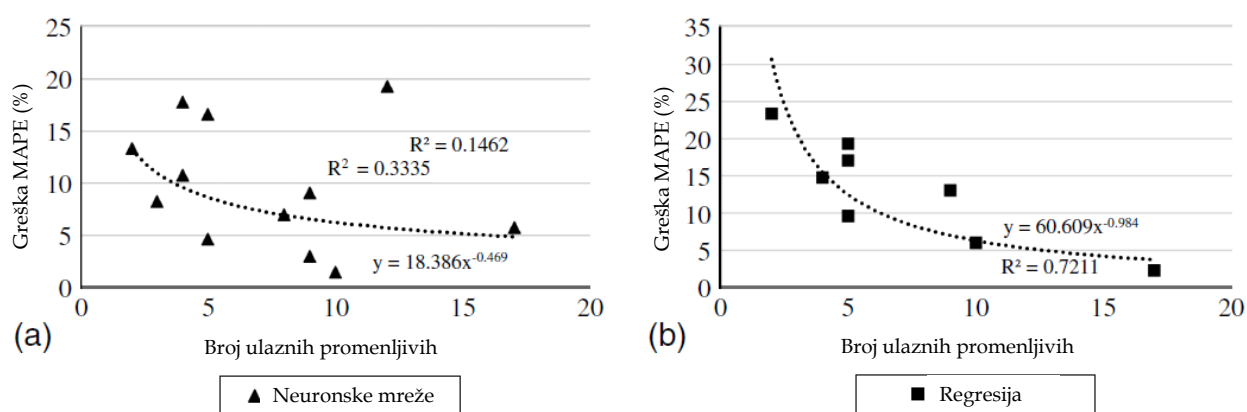 25
20
15
10
5
0
Greška MAPE (%)
R² = 0.1462
R² = 0.3335
y = 18.386x^-0.469
0 5 10 15 20
(a)
Broj ulaznih promenljivih
▲ Neuronske mreže
35
30
25
20
15
10
5
0
Greška MAPE (%)
y = 60.609x^-0.984
R² = 0.7211
0 5 10 15 20
(b)
Broj ulaznih promenljivih
■ Regresija